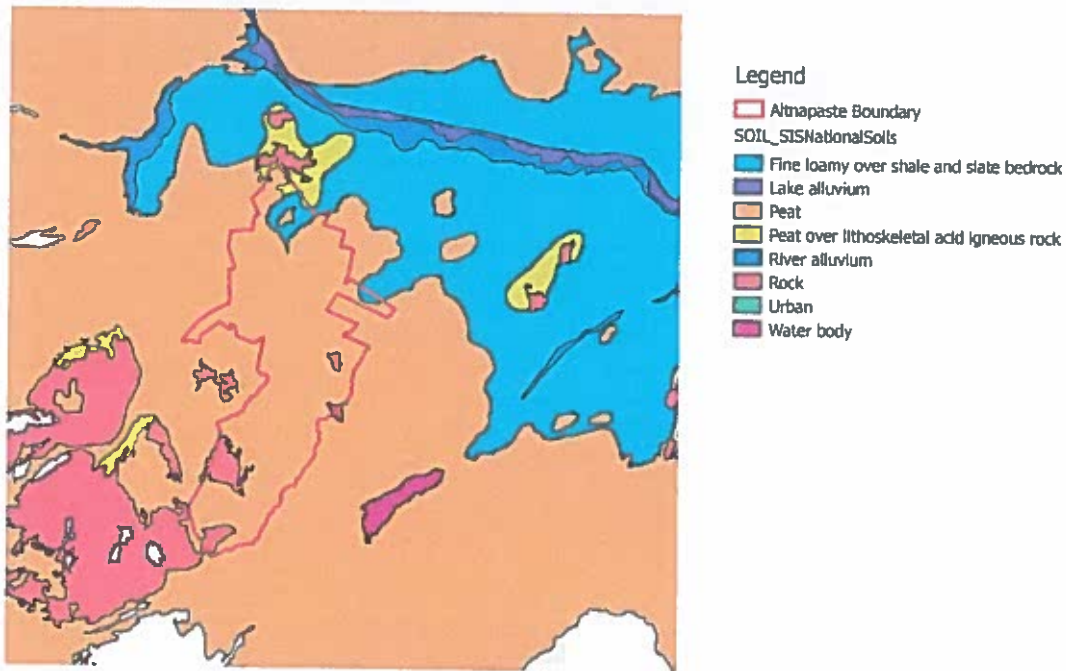 Legend
Altnapaste Boundary
SOIL_SISNationalSoils
Fine loamy over shale and slate bedrock
Lake alluvium
Peat
Peat over lithoskeletal acid igneous rock
River alluvium
Rock
Urban
Water body